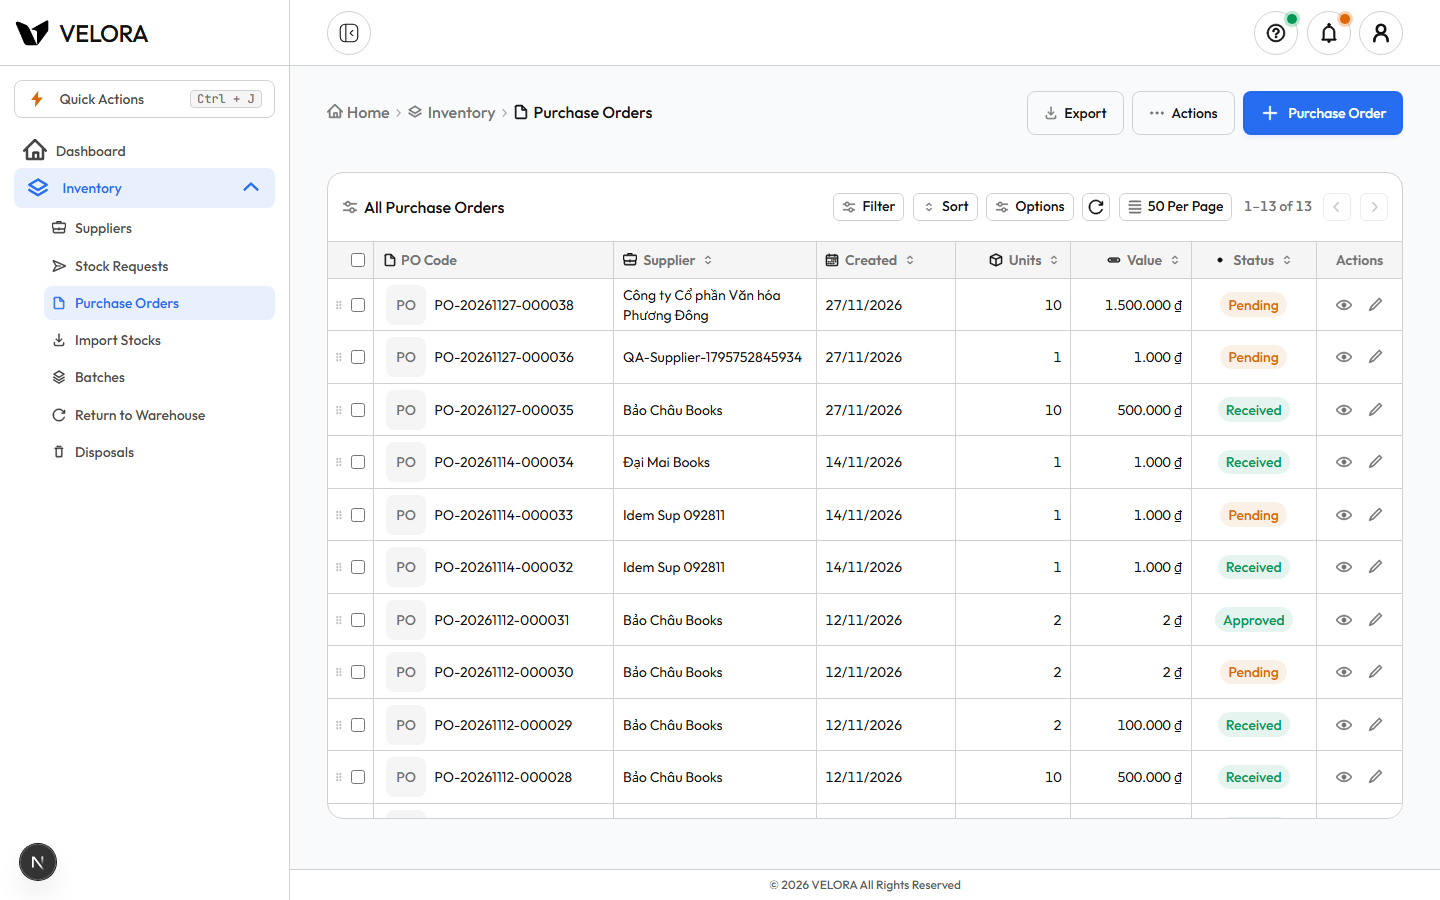 VELORA
Quick Actions Ctrl + J
Dashboard
Inventory
Suppliers
Stock Requests
Purchase Orders
Import Stocks
Batches
Return to Warehouse
Disposals
N
Home Inventory Purchase Orders
Export Actions Purchase Order
All Purchase Orders
Filter Sort Options 50 Per Page 1–13 of 13
PO Code Supplier Created Units Value Status Actions
PO PO-20261127-000038 Công ty Cổ phần Văn hóa Phương Đông 27/11/2026 10 1.500.000 ₫ Pending
PO PO-20261127-000036 QA-Supplier-1795752845934 27/11/2026 1 1.000 ₫ Pending
PO PO-20261127-000035 Bảo Châu Books 27/11/2026 10 500.000 ₫ Received
PO PO-20261114-000034 Đại Mai Books 14/11/2026 1 1.000 ₫ Received
PO PO-20261114-000033 Idem Sup 092811 14/11/2026 1 1.000 ₫ Pending
PO PO-20261114-000032 Idem Sup 092811 14/11/2026 1 1.000 ₫ Received
PO PO-20261112-000031 Bảo Châu Books 12/11/2026 2 2 ₫ Approved
PO PO-20261112-000030 Bảo Châu Books 12/11/2026 2 2 ₫ Pending
PO PO-20261112-000029 Bảo Châu Books 12/11/2026 2 100.000 ₫ Received
PO PO-20261112-000028 Bảo Châu Books 12/11/2026 10 500.000 ₫ Received
© 2026 VELORA All Rights Reserved